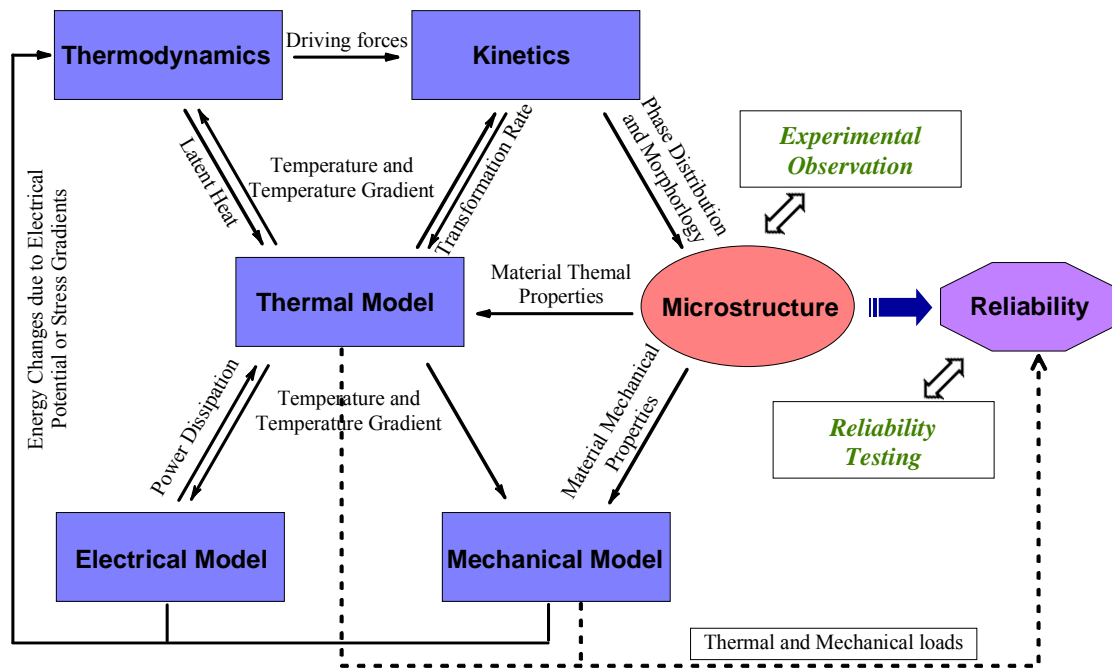 Thermodynamics
Driving forces
Kinetics
Phase Distribution
and Morphorlogy
Experimental
Observation
Latent Heat
Temperature and
Temperature Gradient
Transformation Rate
Energy Changes due to Electrical
Potential or Stress Gradients
Thermal Model
Material Themal
Properties
Microstructure
Reliability
Power Dissipation
Temperature and
Temperature Gradient
Material Mechanical
Properties
Reliability
Testing
Electrical Model
Mechanical Model
Thermal and Mechanical loads